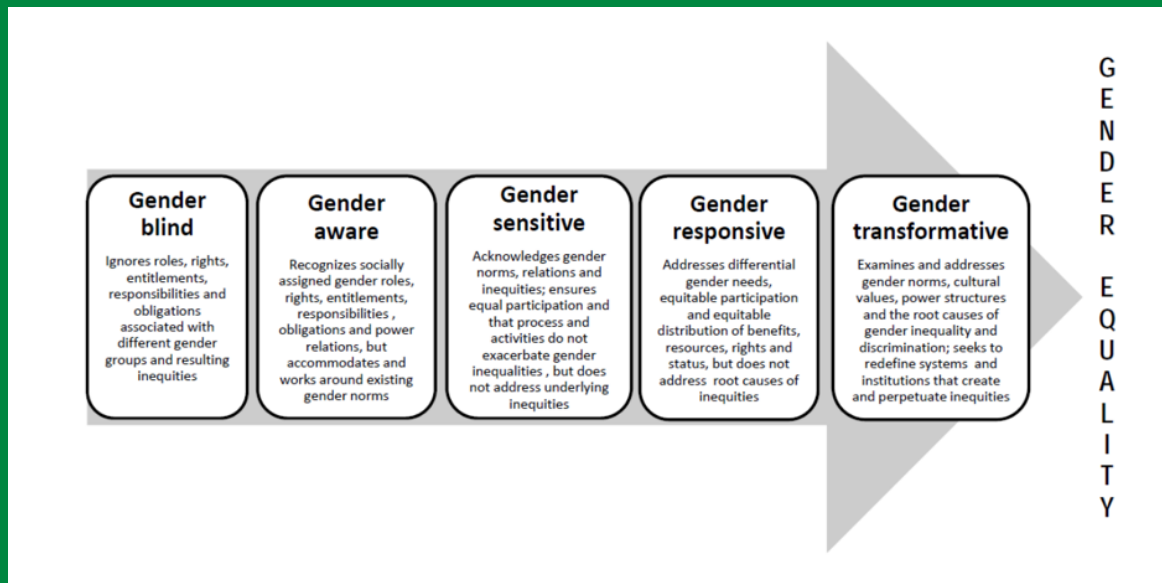 Gender
blind
Ignores roles, rights,
entitlements,
responsibilities and
obligations
associated with
different gender
groups and resulting
inequities
Gender
aware
Recognizes socially
assigned gender roles,
rights, entitlements,
responsibilities ,
obligations and power
relations, but
accommodates and
works around existing
gender norms
Gender
sensitive
Acknowledges gender
norms, relations and
inequities; ensures
equal participation and
that process and
activities do not
exacerbate gender
inequalities , but does
not address underlying
inequities
Gender
responsive
Addresses differential
gender needs,
equitable participation
and equitable
distribution of benefits,
resources, rights and
status, but does not
address root causes of
inequities
Gender
transformative
Examines and addresses
gender norms, cultural
values, power structures
and the root causes of
gender inequality and
discrimination; seeks to
redefine systems and
institutions that create
and perpetuate inequities
GENDER EQUALITY